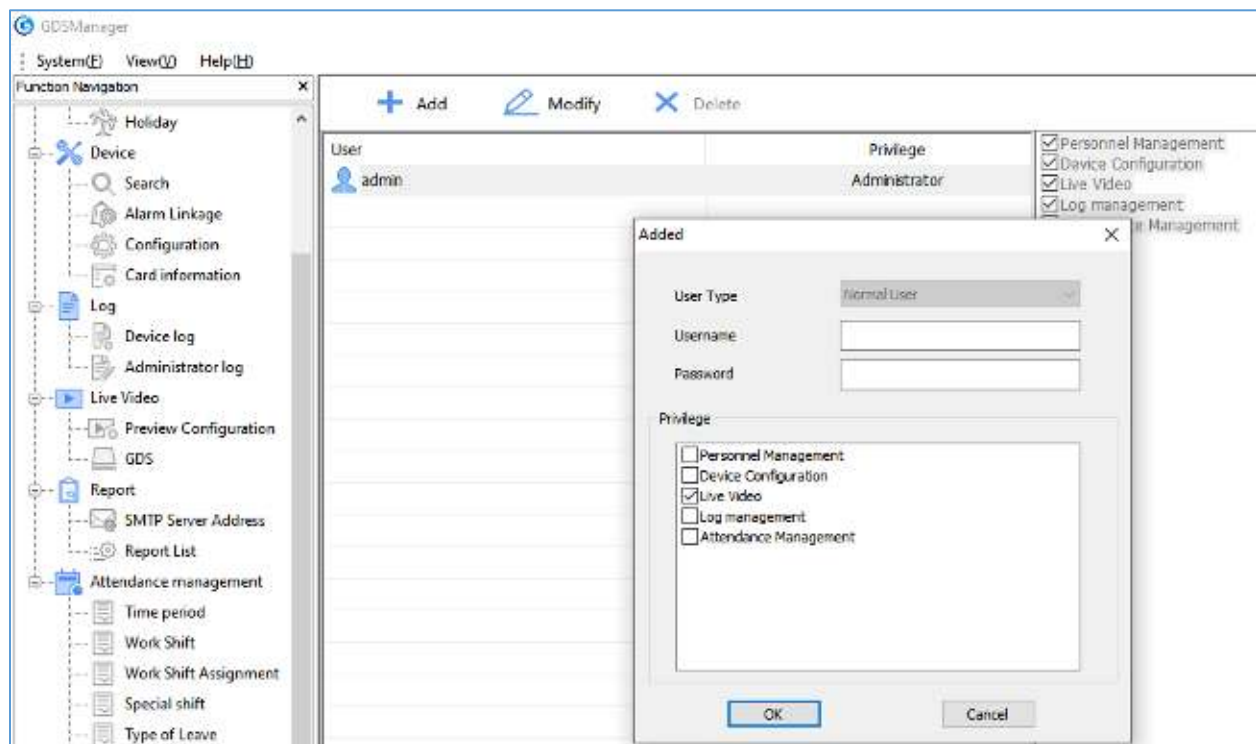 GDSManager
System(E) View(V) Help(H)
Function Navigation
Holiday
Device
Search
Alarm Linkage
Configuration
Card information
Log
Device log
Administrator log
Live Video
Preview Configuration
GDS
Report
SMTP Server Address
Report List
Attendance management
Time period
Work Shift
Work Shift Assignment
Special shift
Type of Leave
Add Modify Delete
User Privilege
admin Administrator
Personnel Management
Device Configuration
Live Video
Log management
e Management
Added
User Type Normal User
Username
Password
Privilege
Personnel Management
Device Configuration
Live Video
Log management
Attendance Management
OK Cancel